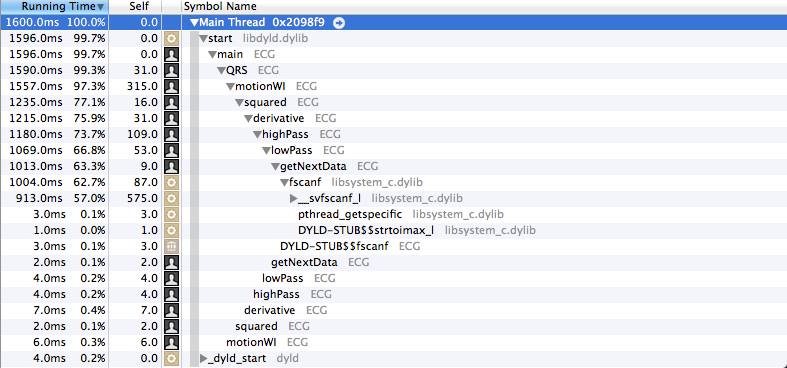 Running Time▼ Self Symbol Name
1600.0ms 100.0% 0.0 ▼Main Thread 0x2098f9
1596.0ms 99.7% 0.0 ▼start libdyld.dylib
1596.0ms 99.7% 0.0 ▼main ECG
1590.0ms 99.3% 31.0 ▼QRS ECG
1557.0ms 97.3% 315.0 ▼motionWI ECG
1235.0ms 77.1% 16.0 ▼squared ECG
1215.0ms 75.9% 31.0 ▼derivative ECG
1180.0ms 73.7% 109.0 ▼highPass ECG
1069.0ms 66.8% 53.0 ▼lowPass ECG
1013.0ms 63.3% 9.0 ▼getNextData ECG
1004.0ms 62.7% 87.0 ▼fscanf libsystem_c.dylib
913.0ms 57.0% 575.0 ▶__svfscanf_l libsystem_c.dylib
3.0ms 0.1% 3.0 pthread_getspecific libsystem_c.dylib
1.0ms 0.0% 1.0 DYLD-STUB$$strtoimax_l libsystem_c.dylib
3.0ms 0.1% 3.0 DYLD-STUB$$fscanf ECG
2.0ms 0.1% 2.0 getNextData ECG
4.0ms 0.2% 4.0 lowPass ECG
4.0ms 0.2% 4.0 highPass ECG
7.0ms 0.4% 7.0 derivative ECG
2.0ms 0.1% 2.0 squared ECG
6.0ms 0.3% 6.0 motionWI ECG
4.0ms 0.2% 0.0 ▶_dyld_start dyld